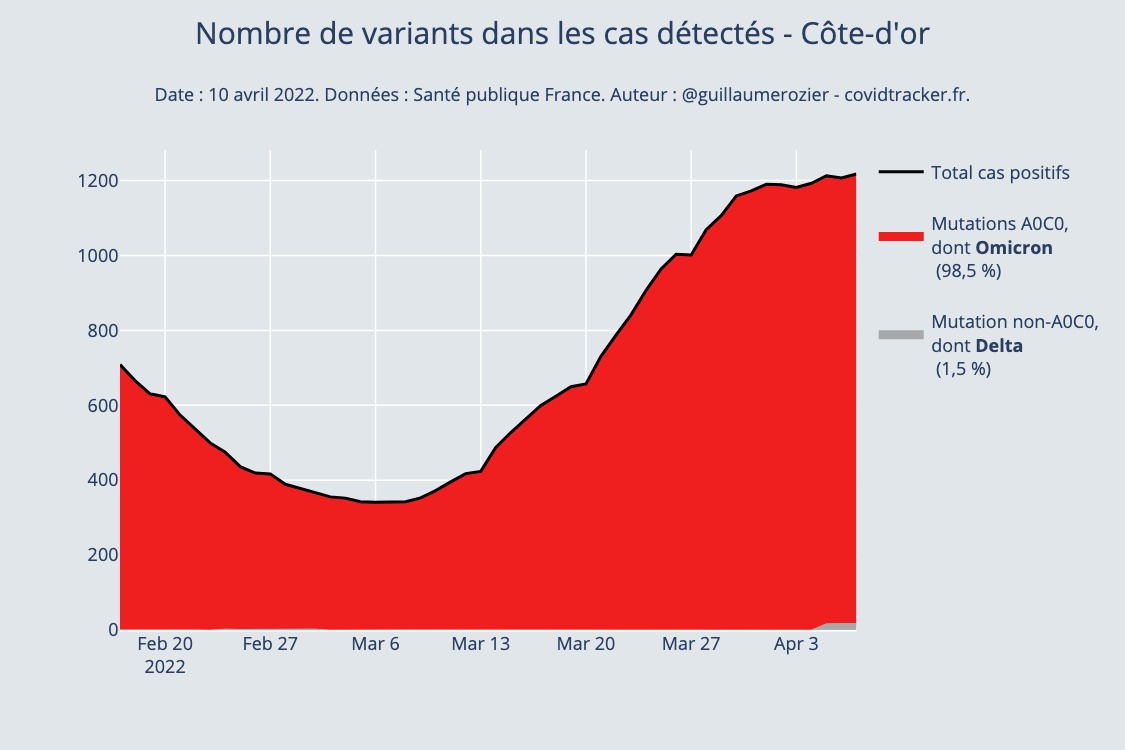 Nombre de variants dans les cas détectés - Côte-d'or
Date : 10 avril 2022. Données : Santé publique France. Auteur : @guillaumerozier - covidtracker.fr.
1200
1000
800
600
400
200
0
Feb 20
2022
Feb 27
Mar 6
Mar 13
Mar 20
Mar 27
Apr 3
Total cas positifs
Mutations A0C0,
dont Omicron
(98,5 %)
Mutation non-A0C0,
dont Delta
(1,5 %)